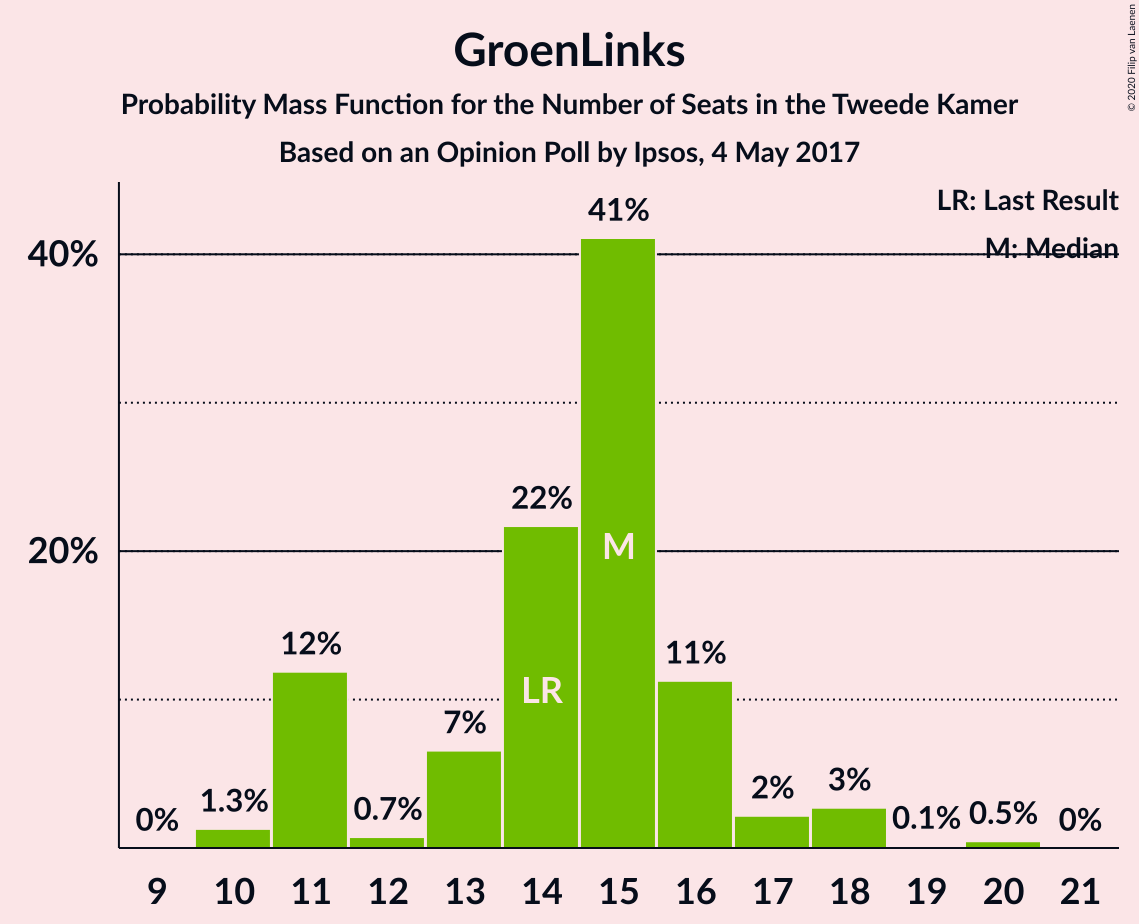 GroenLinks
Probability Mass Function for the Number of Seats in the Tweede Kamer
Based on an Opinion Poll by Ipsos, 4 May 2017
© 2020 Filip van Laenen
LR: Last Result
M: Median
40%
20%
0%
1.3%
12%
0.7%
7%
22%
LR
41%
M
11%
2%
3%
0.1%
0.5%
0%
9 10 11 12 13 14 15 16 17 18 19 20 21